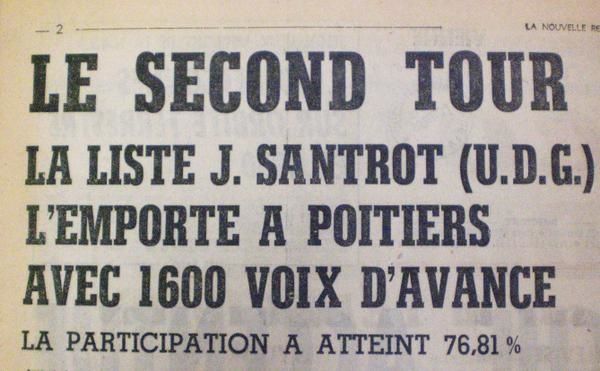 — 2
LA NOUVELLE
LE SECOND TOUR
LA LISTE J. SANTROT (U.D.G.)
L'EMPORTE A POITIERS
AVEC 1600 VOIX D'AVANCE
LA PARTICIPATION A ATTEINT 76,81 %